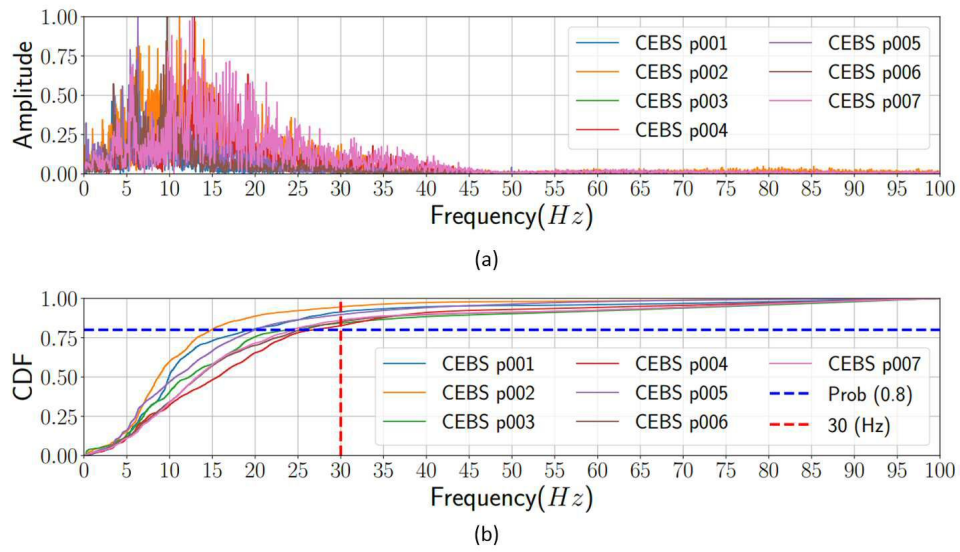 1.00
0.75
0.50
0.25
0.00
Amplitude
CEBS p001 CEBS p005
CEBS p002 CEBS p006
CEBS p003 CEBS p007
CEBS p004
0 5 10 15 20 25 30 35 40 45 50 55 60 65 70 75 80 85 90 95 100
Frequency(Hz)
(a)
1.00
0.75
0.50
0.25
0.00
CDF
CEBS p001 CEBS p004 CEBS p007
CEBS p002 CEBS p005 Prob (0.8)
CEBS p003 CEBS p006 30 (Hz)
0 5 10 15 20 25 30 35 40 45 50 55 60 65 70 75 80 85 90 95 100
Frequency(Hz)
(b)